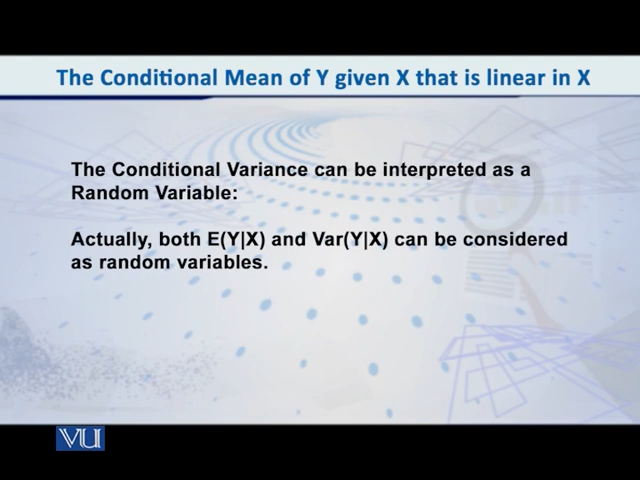 The Conditional Mean of Y given X that is linear in X
The Conditional Variance can be interpreted as a
Random Variable:
Actually, both E(Y|X) and Var(Y|X) can be considered
as random variables.
VU